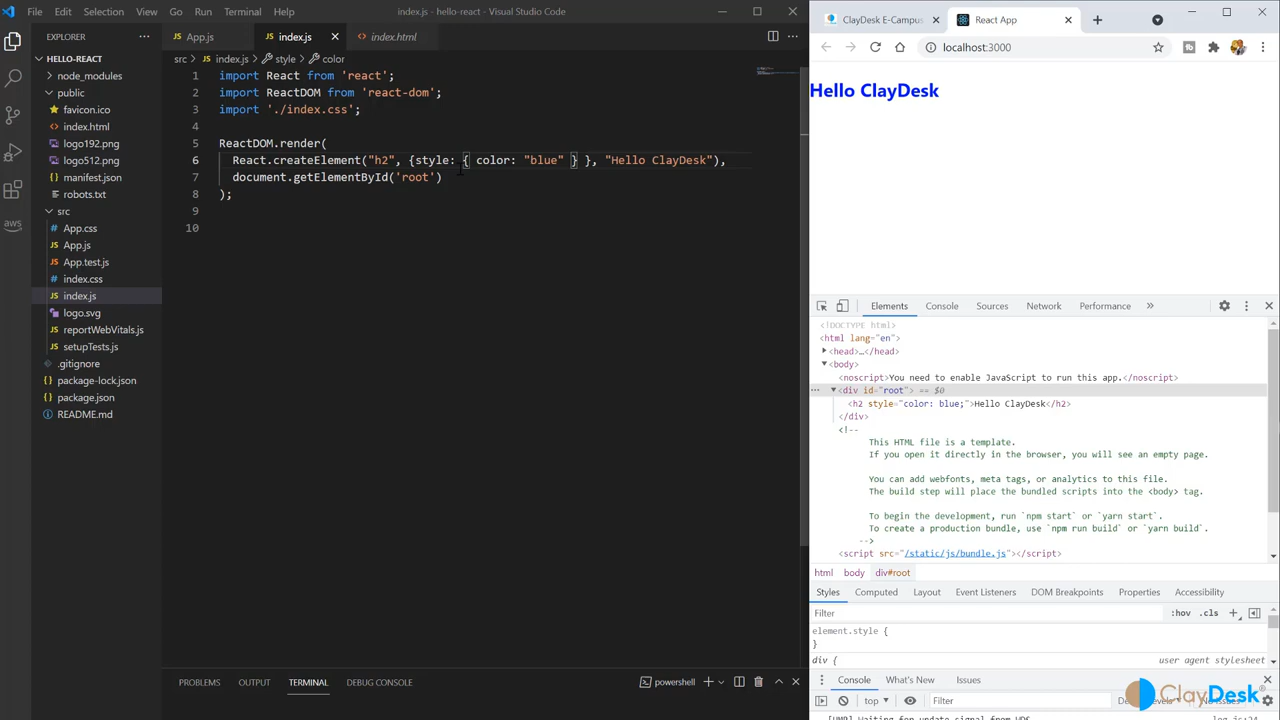 File Edit Selection View Go Run Terminal Help index.js - hello-react ...
EXPLORER
HELLO-REACT
node_modules
public
favicon.ico
index.html
logo192.png
logo512.png
manifest.json
robots.txt
src
App.css
App.js
App.test.js
index.css
index.js
logo.svg
reportWebVitals.js
setupTests.js
.gitignore
package-lock.json
package.json
README.md
aws
App.js index.js index.html
src > index.js > style > color
1 import React from 'react';
2 import ReactDOM from 'react-dom';
3 import './index.css';
4
5 ReactDOM.render(
6 React.createElement("h2", {style: { color: "blue" } }, "Hello ClayDesk"),
7 document.getElementById('root')
8 );
9
10
PROBLEMS OUTPUT TERMINAL DEBUG CONSOLE
powershell
ClayDesk E-Campus React App
localhost:3000
Hello ClayDesk
Elements Console Sources Network Performance
<!DOCTYPE html>
<html lang="en">
<head>…</head>
<body>
<noscript>You need to enable JavaScript to run this app.</noscript>
<div id="root"> == $0
<h2 style="color: blue;">Hello ClayDesk</h2>
</div>
<!--
This HTML file is a template.
If you open it directly in the browser, you will see an empty page.
You can add webfonts, meta tags, or analytics to this file.
The build step will place the bundled scripts into the <body> tag.
To begin the development, run `npm start` or `yarn start`.
To create a production bundle, use `npm run build` or `yarn build`.
-->
<script src="/static/js/bundle.js"></script>
html body div#root
Styles Computed Layout Event Listeners DOM Breakpoints Properties Accessibility
Filter :hov .cls
element.style {
}
div { user agent stylesheet
Console What's New Issues
top Filter
ClayDesk